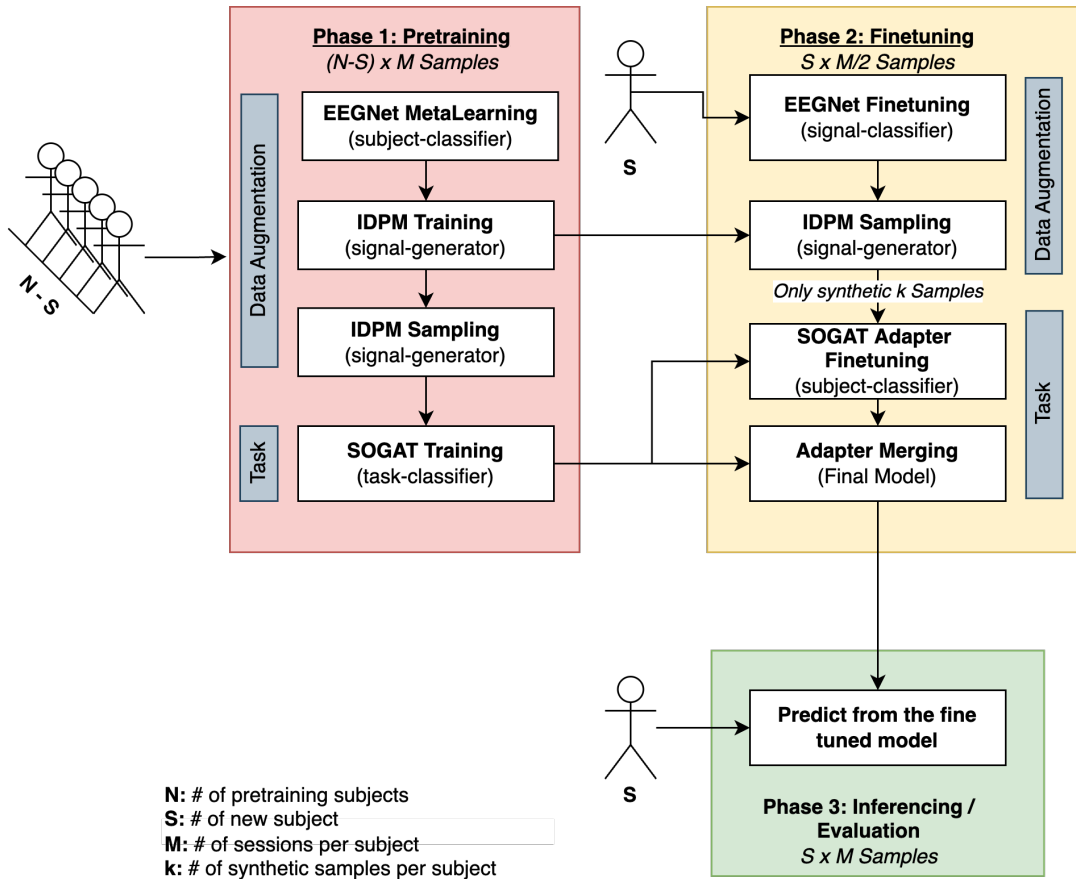 Phase 1: Pretraining
(N-S) x M Samples
Data Augmentation
EEGNet MetaLearning
(subject-classifier)
IDPM Training
(signal-generator)
IDPM Sampling
(signal-generator)
Task
SOGAT Training
(task-classifier)
N - S
S
Phase 2: Finetuning
S x M/2 Samples
EEGNet Finetuning
(signal-classifier)
Data Augmentation
IDPM Sampling
(signal-generator)
Only synthetic k Samples
SOGAT Adapter
Finetuning
(subject-classifier)
Task
Adapter Merging
(Final Model)
S
Predict from the fine
tuned model
Phase 3: Inferencing /
Evaluation
S x M Samples
N: # of pretraining subjects
S: # of new subject
M: # of sessions per subject
k: # of synthetic samples per subject